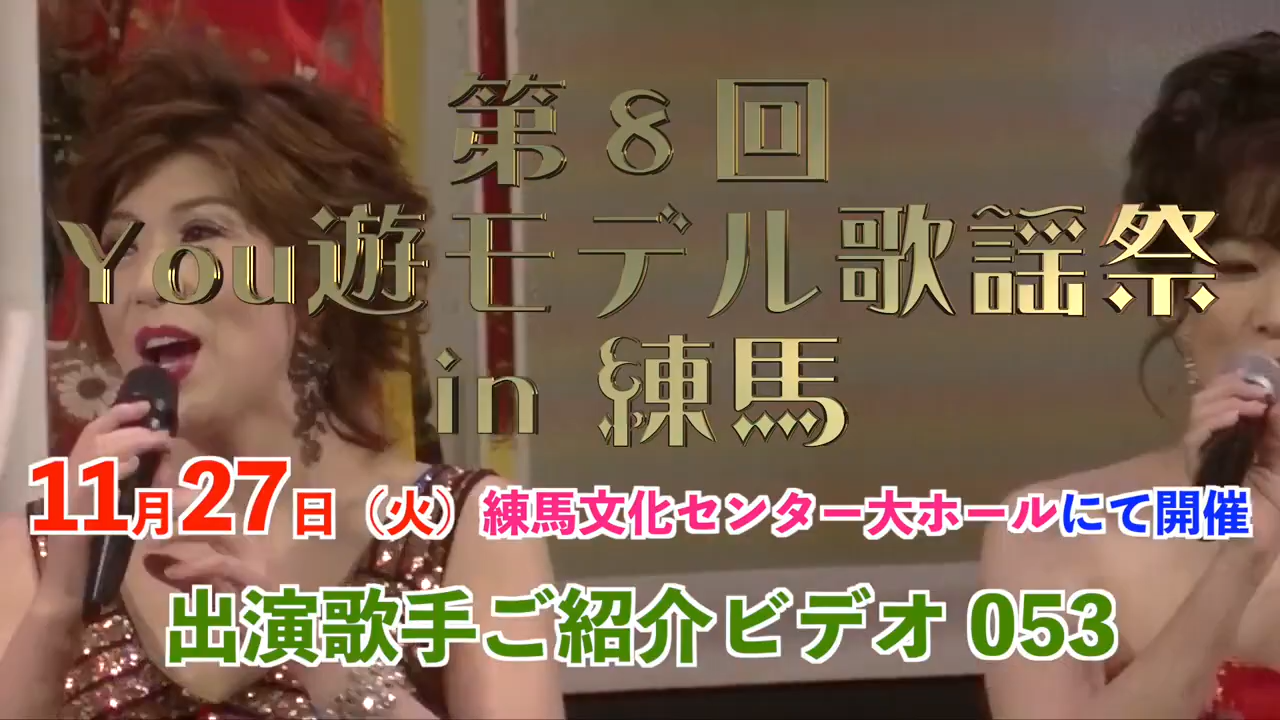 第8回
You遊モデル歌謡祭
in 練馬
11月27日（火）練馬文化センター大ホールにて開催
出演歌手ご紹介ビデオ 053